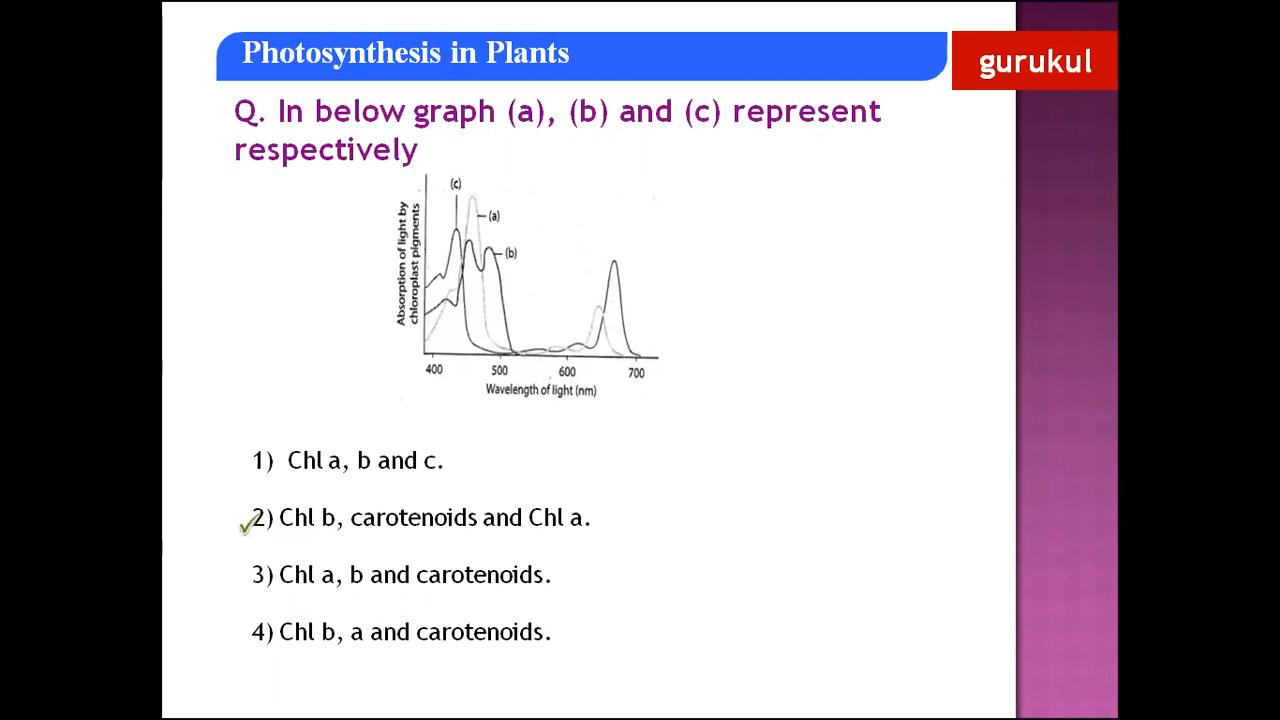 Photosynthesis in Plants
gurukul
Q. In below graph (a), (b) and (c) represent
respectively
(c)
(a)
(b)
Absorption of light by
chloroplast pigments
400 500 600 700
Wavelength of light (nm)
1) Chl a, b and c.
2) Chl b, carotenoids and Chl a.
3) Chl a, b and carotenoids.
4) Chl b, a and carotenoids.